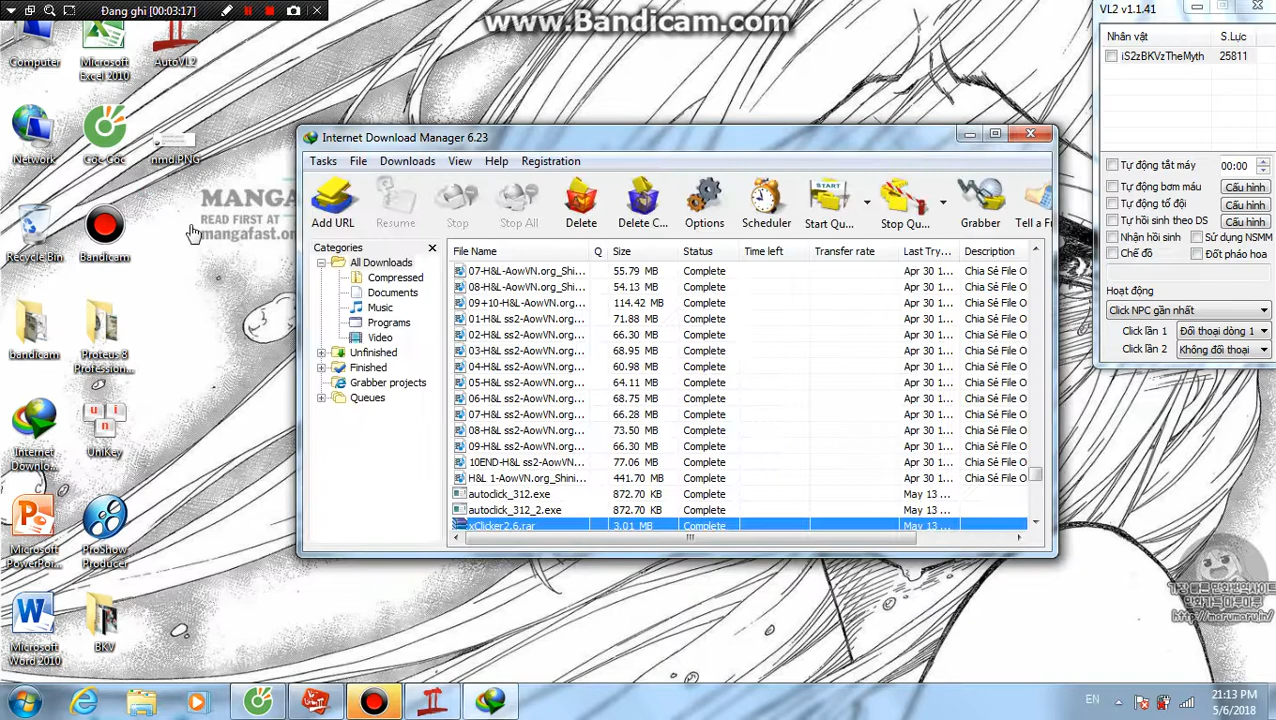 Đang ghi [00:03:17]
www.Bandicam.com
VL2 v1.1.41
Computer
Microsoft Excel 2010
AutoVL2
Network
Cốc Cốc
nmd.PNG
Recycle Bin
Bandicam
bandicam
Proteus 8 Profession...
Internet Downlo...
UniKey
Microsoft PowerPoi...
ProShow Producer
Microsoft Word 2010
BKV
MANGA
READ FIRST AT
mangafast.or
Internet Download Manager 6.23
Tasks File Downloads View Help Registration
Add URL Resume Stop Stop All Delete Delete C... Options Scheduler Start Qu... Stop Qu... Grabber Tell a F
Categories
All Downloads
Compressed
Documents
Music
Programs
Video
Unfinished
Finished
Grabber projects
Queues
File Name Q Size Status Time left Transfer rate Last Try... Description
07-H&L-AowVN.org_Shi... 55.79 MB Complete Apr 30 1... Chia Sẻ File O
08-H&L-AowVN.org_Shi... 54.13 MB Complete Apr 30 1... Chia Sẻ File O
09+10-H&L-AowVN.org... 114.42 MB Complete Apr 30 1... Chia Sẻ File O
01-H&L ss2-AowVN.org... 71.88 MB Complete Apr 30 1... Chia Sẻ File O
02-H&L ss2-AowVN.org... 66.30 MB Complete Apr 30 1... Chia Sẻ File O
03-H&L ss2-AowVN.org... 68.95 MB Complete Apr 30 1... Chia Sẻ File O
04-H&L ss2-AowVN.org... 60.98 MB Complete Apr 30 1... Chia Sẻ File O
05-H&L ss2-AowVN.org... 64.11 MB Complete Apr 30 1... Chia Sẻ File O
06-H&L ss2-AowVN.org... 68.75 MB Complete Apr 30 1... Chia Sẻ File O
07-H&L ss2-AowVN.org... 66.28 MB Complete Apr 30 1... Chia Sẻ File O
08-H&L ss2-AowVN.org... 73.50 MB Complete Apr 30 1... Chia Sẻ File O
09-H&L ss2-AowVN.org... 66.30 MB Complete Apr 30 1... Chia Sẻ File O
10END-H&L ss2-AowVN... 77.06 MB Complete Apr 30 1... Chia Sẻ File O
H&L 1-AowVN.org_Shini... 441.70 MB Complete Apr 30 1... Chia Sẻ File O
autoclick_312.exe 872.70 KB Complete May 13 ...
autoclick_312_2.exe 872.70 KB Complete May 13 ...
xClicker2.6.rar 3.01 MB Complete May 13 ...
Nhân vật S.Lực
iS2zBKVzTheMyth 25811
Tự động tắt máy 00:00
Tự động bơm máu Cấu hình
Tự động tổ đội Cấu hình
Tự hồi sinh theo DS Cấu hình
Nhận hồi sinh Sử dụng NSMM
Chế đồ Đốt pháo hoa
Hoạt động
Click NPC gần nhất
Click lần 1 Đối thoại dòng 1
Click lần 2 Không đối thoại
http://marumaru.in/
EN
21:13 PM
5/6/2018